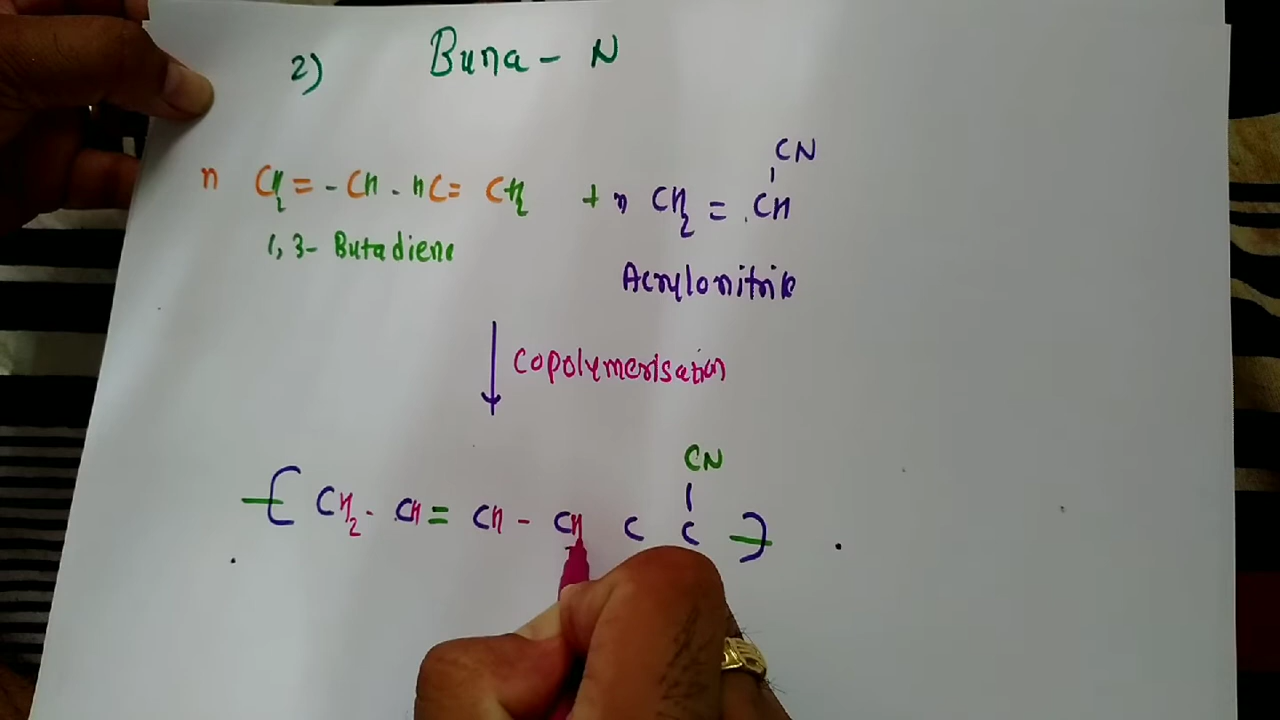 2) Buna - N
CN
n CH2 = - CH - HC = CH2 + n CH2 = CH
1, 3- Butadiene
Acrylonitrile
Copolymerisation
CN
CH2 - CH = CH - CH C C